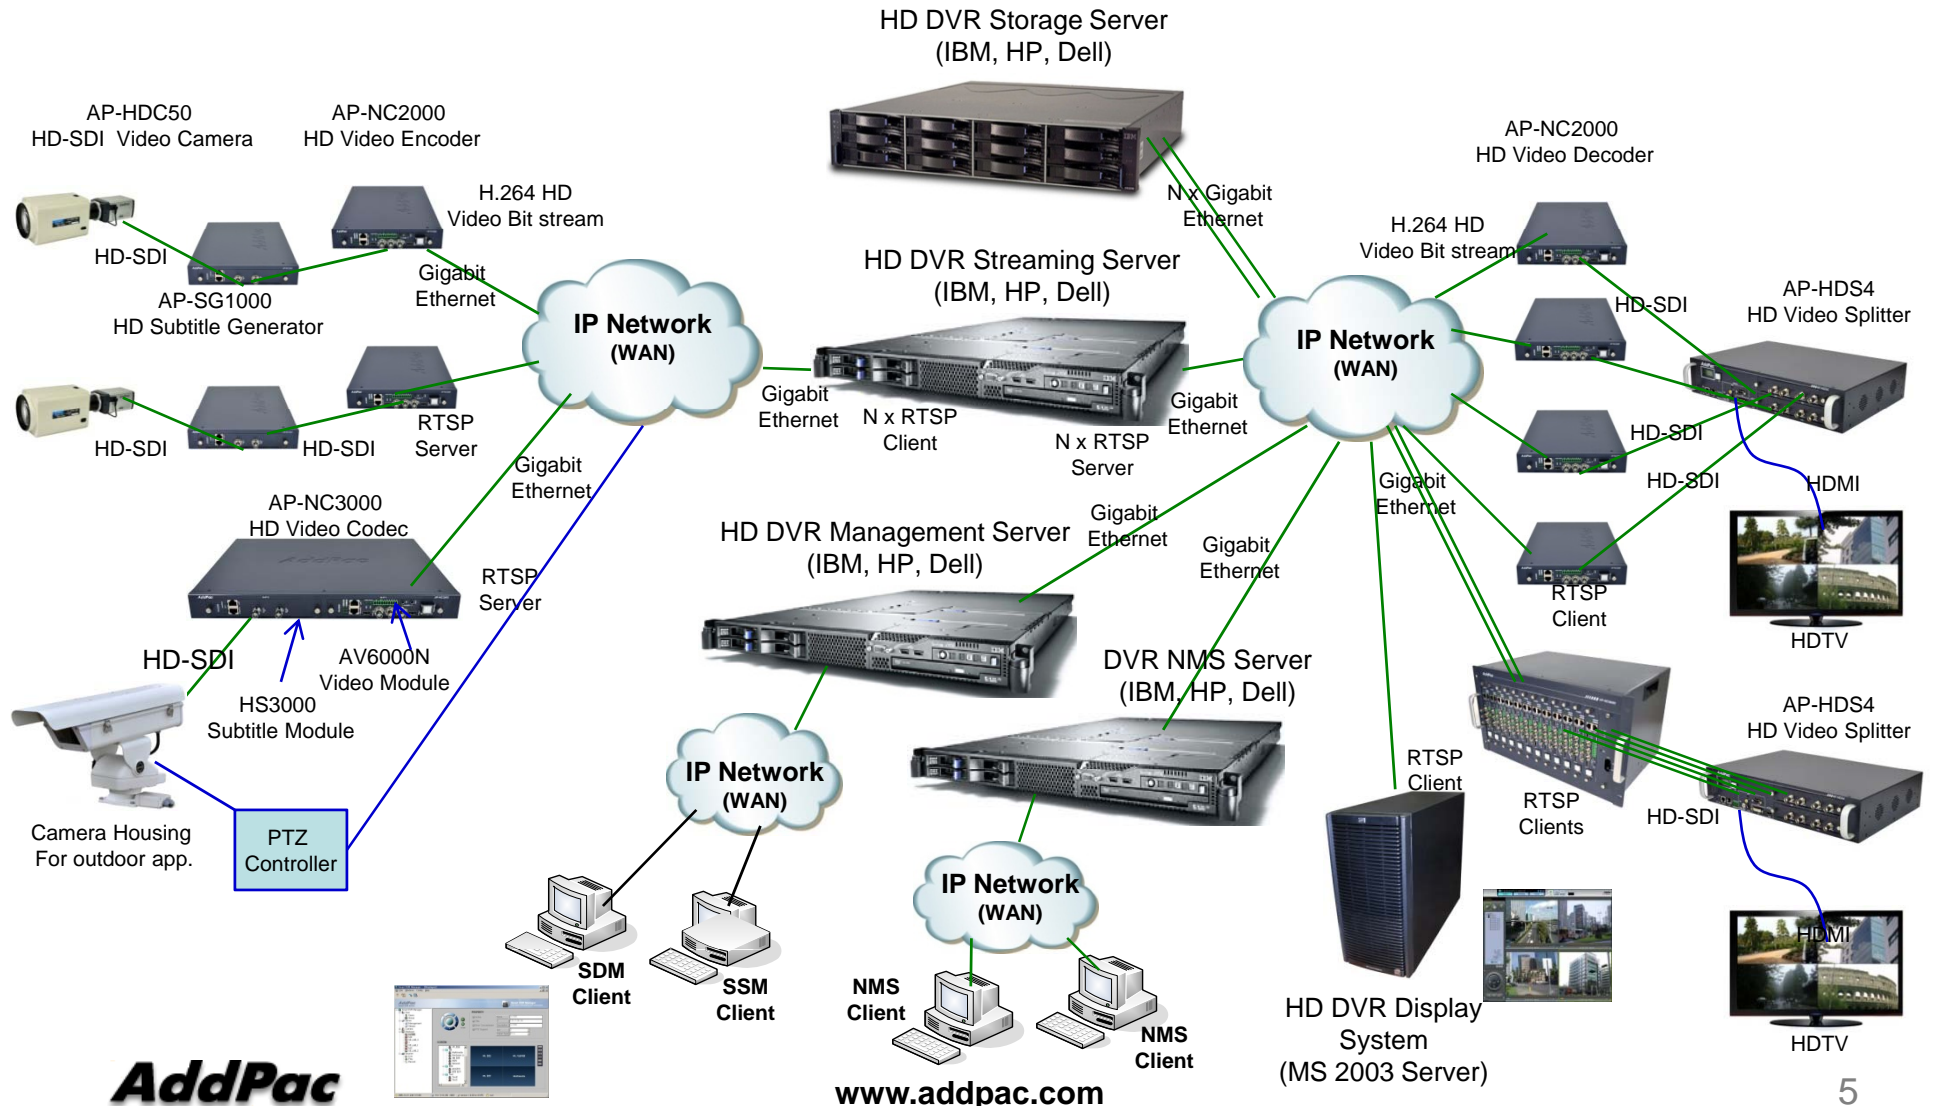 HD DVR Storage Server
(IBM, HP, Dell)
AP-HDC50
HD-SDI Video Camera
AP-NC2000
HD Video Encoder
AP-NC2000
HD Video Decoder
H.264 HD
Video Bit stream
N x Gigabit
Ethernet
H.264 HD
Video Bit stream
HD-SDI
Gigabit
Ethernet
HD DVR Streaming Server
(IBM, HP, Dell)
AP-SG1000
HD Subtitle Generator
IP Network
(WAN)
IP Network
(WAN)
HD-SDI
AP-HDS4
HD Video Splitter
Gigabit
Ethernet
N x RTSP
Client
Gigabit
Ethernet
N x RTSP
Server
HD-SDI
HD-SDI
RTSP
Server
HD-SDI
HD-SDI
Gigabit
Ethernet
Gigabit
Ethernet
HDMI
AP-NC3000
HD Video Codec
AddPac
HD DVR Management Server
(IBM, HP, Dell)
Gigabit
Ethernet
Gigabit
Ethernet
RTSP
Server
RTSP
Client
HDTV
HD-SDI
AV6000N
Video Module
HS3000
Subtitle Module
DVR NMS Server
(IBM, HP, Dell)
AP-HDS4
HD Video Splitter
IP Network
(WAN)
RTSP
Client
RTSP
Clients
HD-SDI
Camera Housing
For outdoor app.
PTZ
Controller
IP Network
(WAN)
HDMI
SDM
Client
SSM
Client
NMS
Client
NMS
Client
HD DVR Display
System
(MS 2003 Server)
HDTV
AddPac
www.addpac.com
5